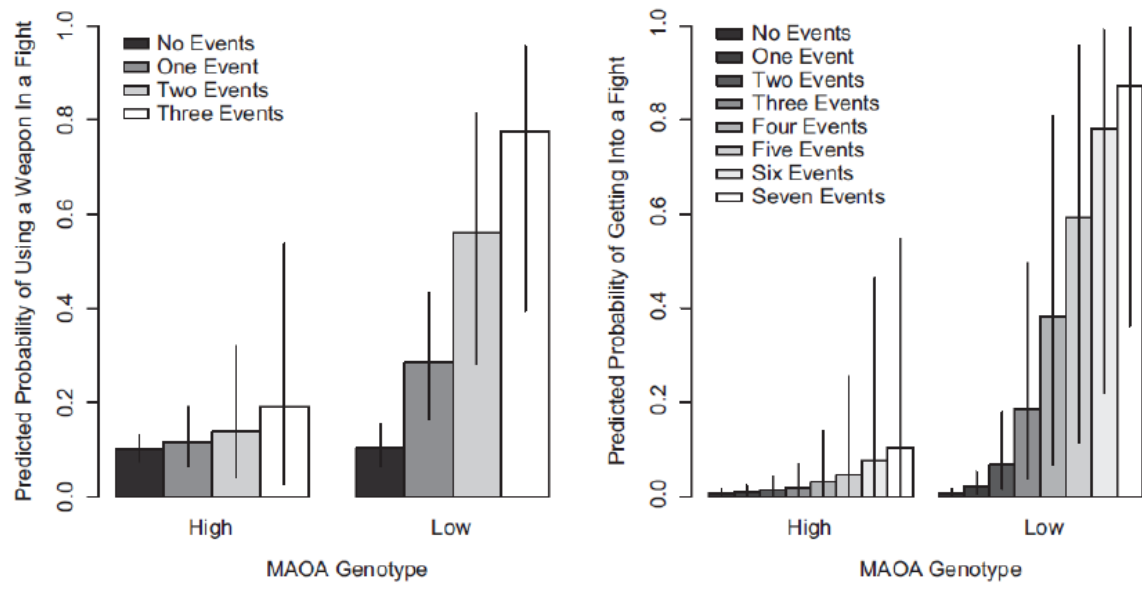 Predicted Probability of Using a Weapon In a Fight
1.0
0.8
0.6
0.4
0.2
0.0
No Events
One Event
Two Events
Three Events
High
Low
MAOA Genotype
Predicted Probability of Getting Into a Fight
1.0
0.8
0.6
0.4
0.2
0.0
No Events
One Event
Two Events
Three Events
Four Events
Five Events
Six Events
Seven Events
High
Low
MAOA Genotype